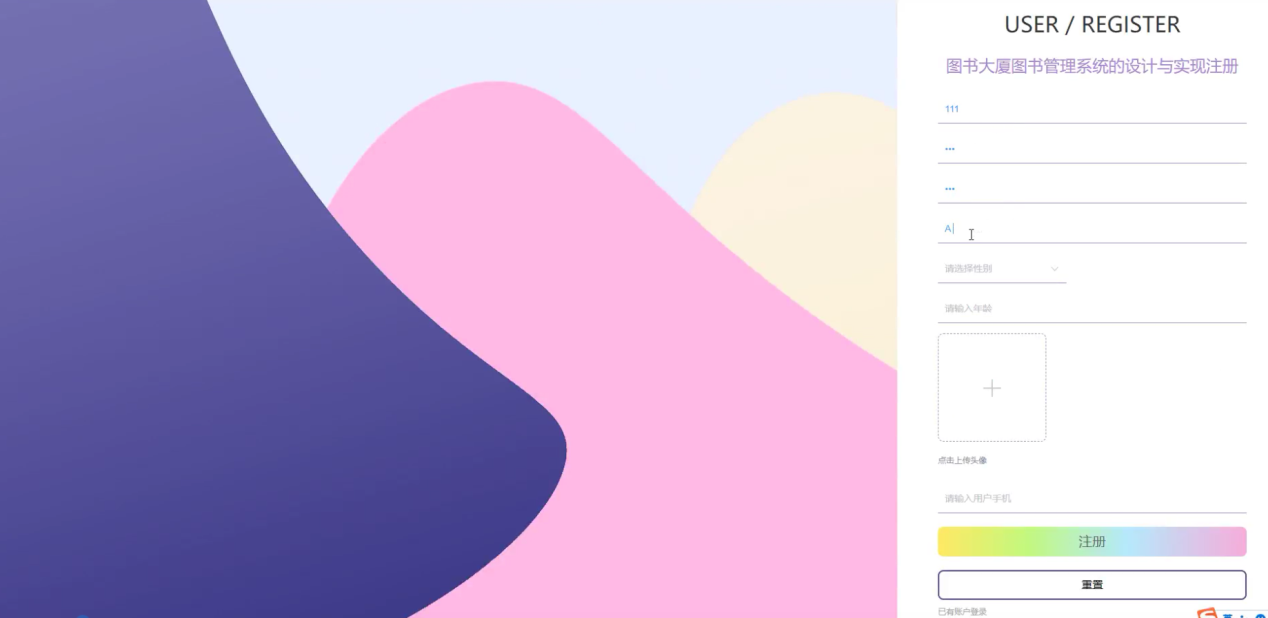 USER / REGISTER
图书大厦图书管理系统的设计与实现注册
111
···
···
A
请选择性别
请输入年龄
点击上传头像
请输入用户手机
注册
重置
已有账户登录